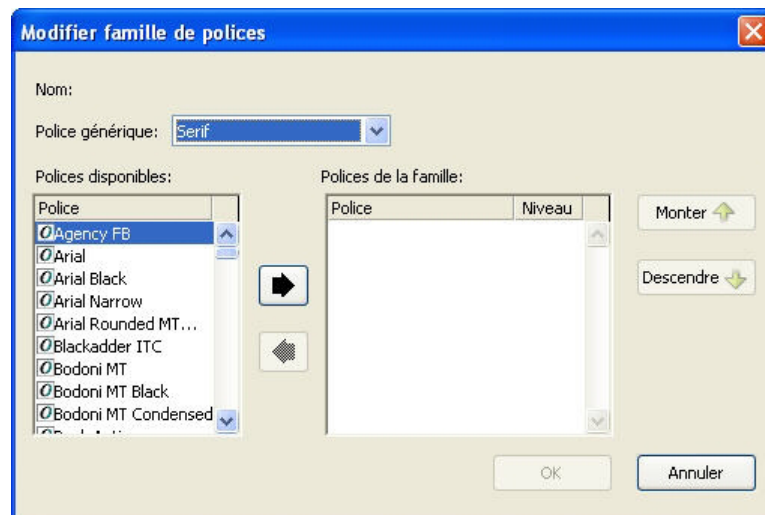 Modifier famille de polices
Nom:
Police générique: Serif
Polices disponibles:
Polices de la famille:
Police
Police Niveau
Agency FB
Arial
Arial Black
Arial Narrow
Arial Rounded MT...
Blackadder ITC
Bodoni MT
Bodoni MT Black
Bodoni MT Condensed
Monter
Descendre
OK
Annuler